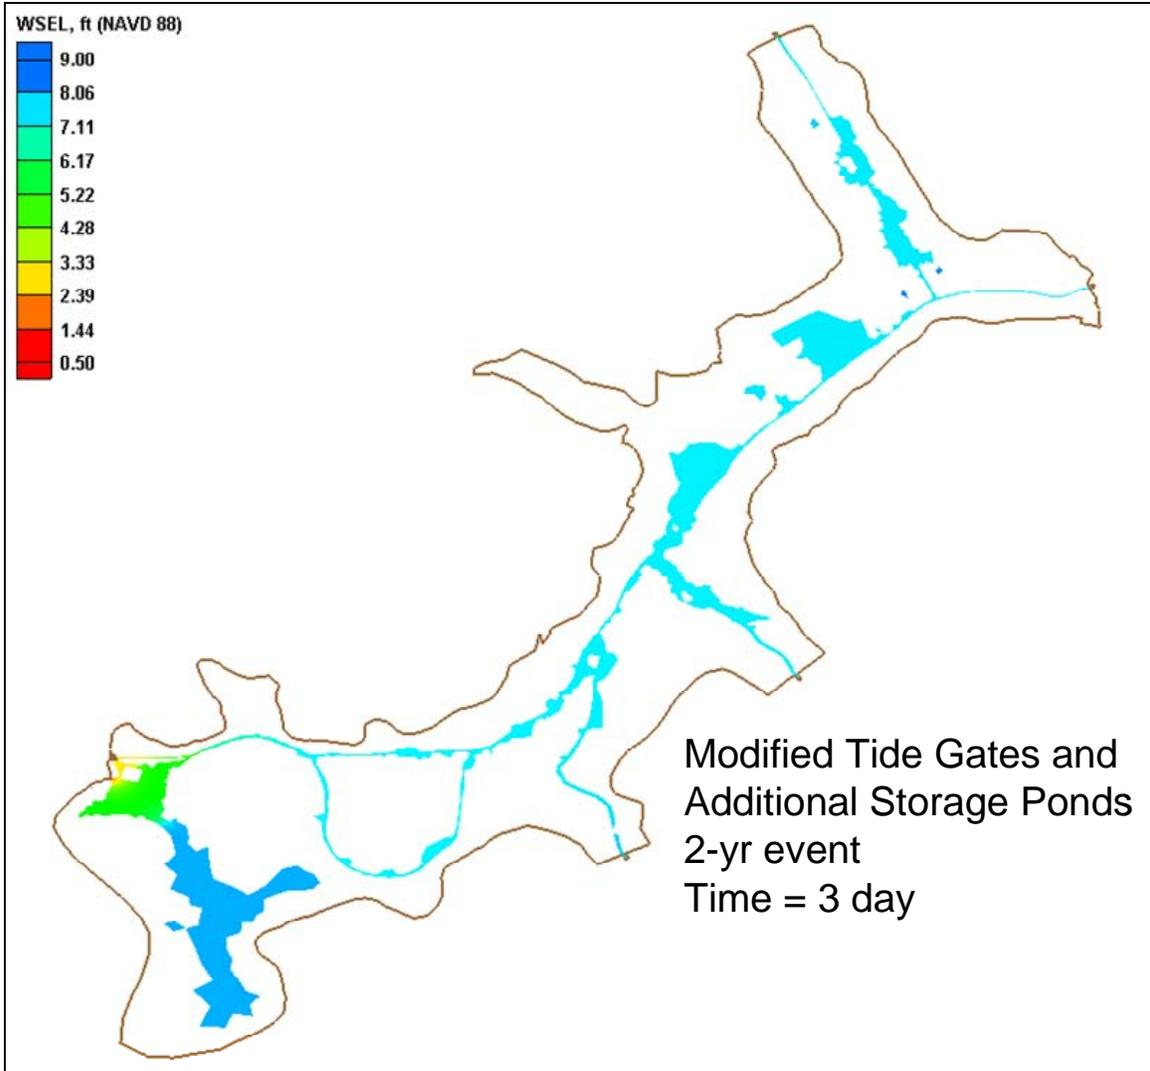 WSEL, ft (NAVD 88)
9.00
8.06
7.11
6.17
5.22
4.28
3.33
2.39
1.44
0.50
Modified Tide Gates and
Additional Storage Ponds
2-yr event
Time = 3 day